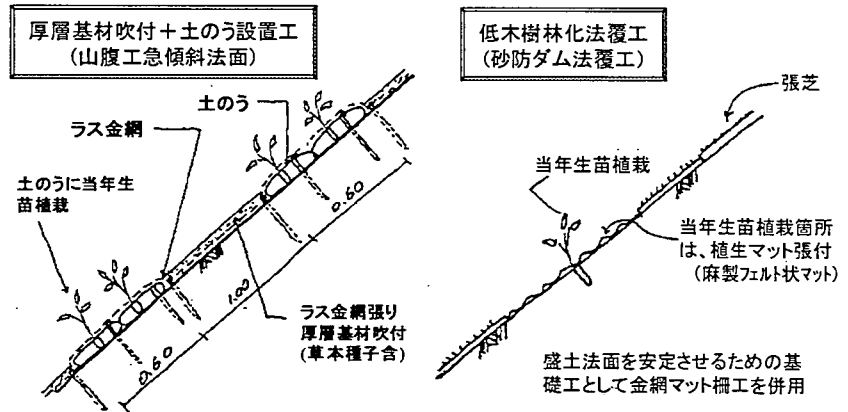 厚層基材吹付＋土のう設置工
(山腹工急傾斜法面)
土のう
ラス金網
土のうに当年生
苗植栽
0.60
1.00
0.60
ラス金網張り
厚層基材吹付
(草本種子含)
低木樹林化法覆工
(砂防ダム法覆工)
張芝
当年生苗植栽
当年生苗植栽箇所
は、植生マット張付
(麻製フェルト状マット)
盛土法面を安定させるための基
礎工として金網マット柵工を併用